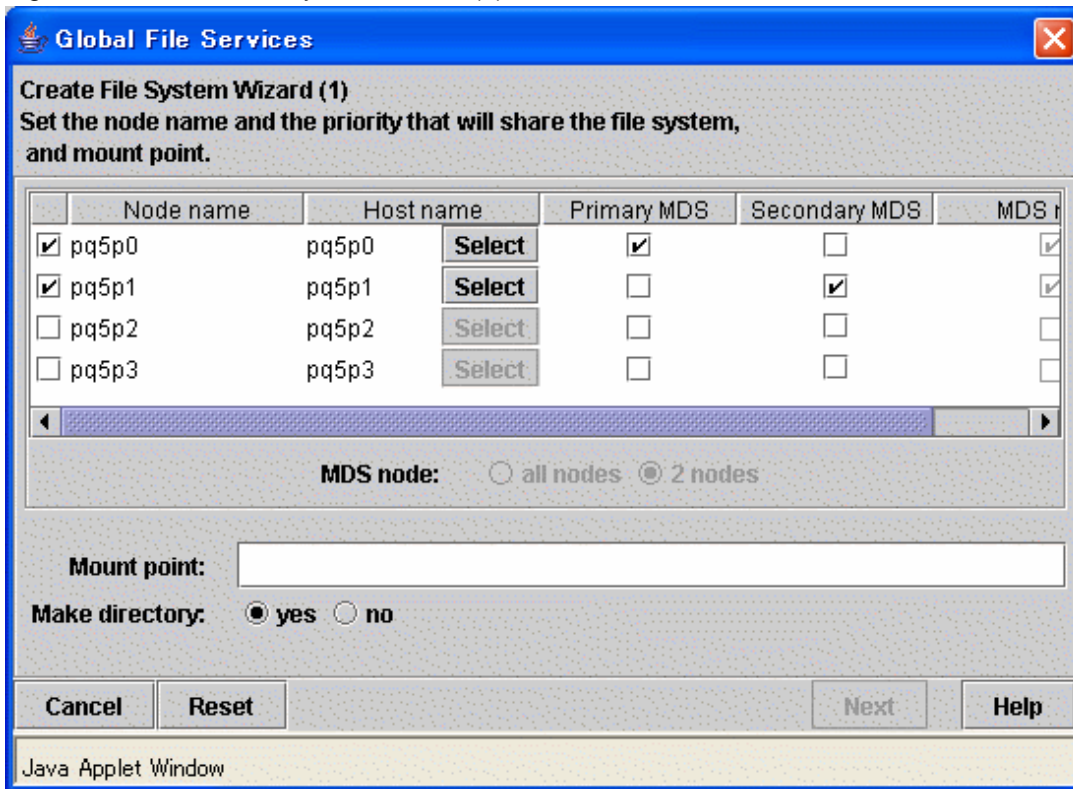 Global File Services
Create File System Wizard (1)
Set the node name and the priority that will share the file system,
and mount point.
Node name Host name Primary MDS Secondary MDS MDS
pq5p0 pq5p0 Select
pq5p1 pq5p1 Select
pq5p2 pq5p2 Select
pq5p3 pq5p3 Select
MDS node: all nodes 2 nodes
Mount point:
Make directory: yes no
Cancel Reset Next Help
Java Applet Window